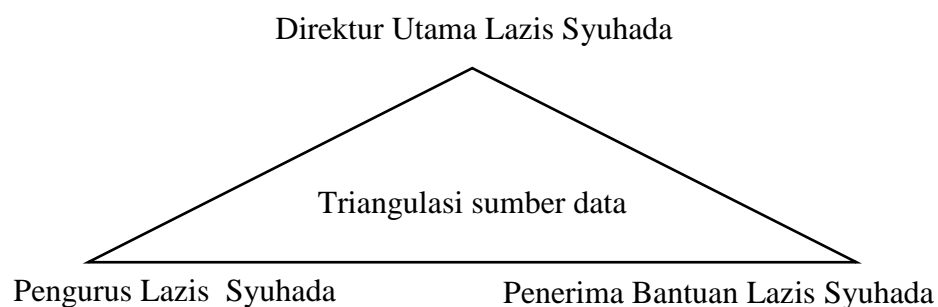 Direktur Utama Lazis Syuhada
Triangulasi sumber data
Pengurus Lazis Syuhada
Penerima Bantuan Lazis Syuhada